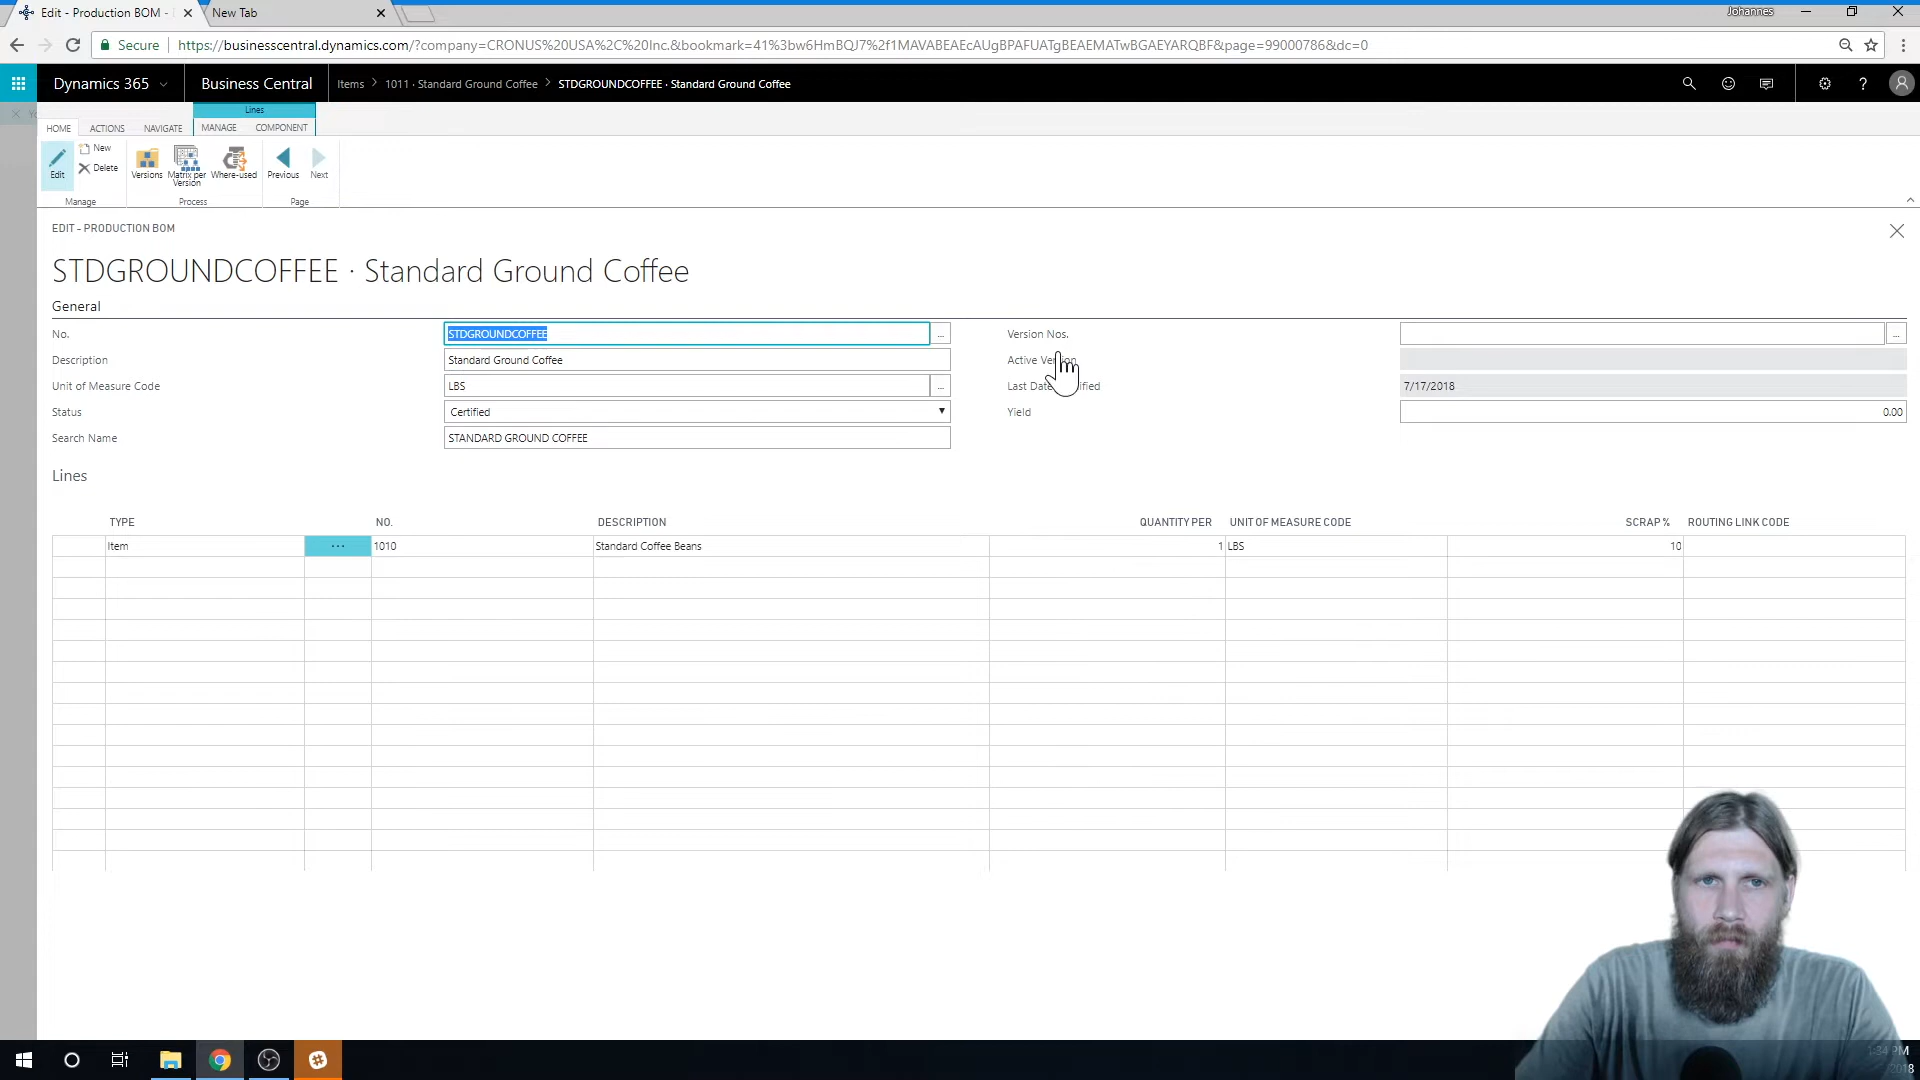 Edit - Production BOM -
New Tab
Johannes
Secure
https://businesscentral.dynamics.com/?company=CRONUS%20USA%2C%20Inc.&bookmark=41%3bw6HmBQJ7%2f1MAVABEAEcAUgBPAFUATgBEAEMATwBGAEYARQBF&page=99000786&dc=0
Dynamics 365
Business Central
Items > 1011 · Standard Ground Coffee > STDGROUNDCOFFEE · Standard Ground Coffee
?
Lines
HOME ACTIONS NAVIGATE MANAGE COMPONENT
Edit
New
Delete
Versions
Matrix per Version
Where-used
Previous
Next
Manage
Process
Page
EDIT - PRODUCTION BOM
STDGROUNDCOFFEE · Standard Ground Coffee
General
No. STDGROUNDCOFFEE ...
Version Nos. ...
Description Standard Ground Coffee
Active
Unit of Measure Code LBS ...
Last Date 7/17/2018
Status Certified
Yield 0.00
Search Name STANDARD GROUND COFFEE
Lines
TYPE NO. DESCRIPTION QUANTITY PER UNIT OF MEASURE CODE SCRAP % ROUTING LINK CODE
Item ... 1010 Standard Coffee Beans 1 LBS 10